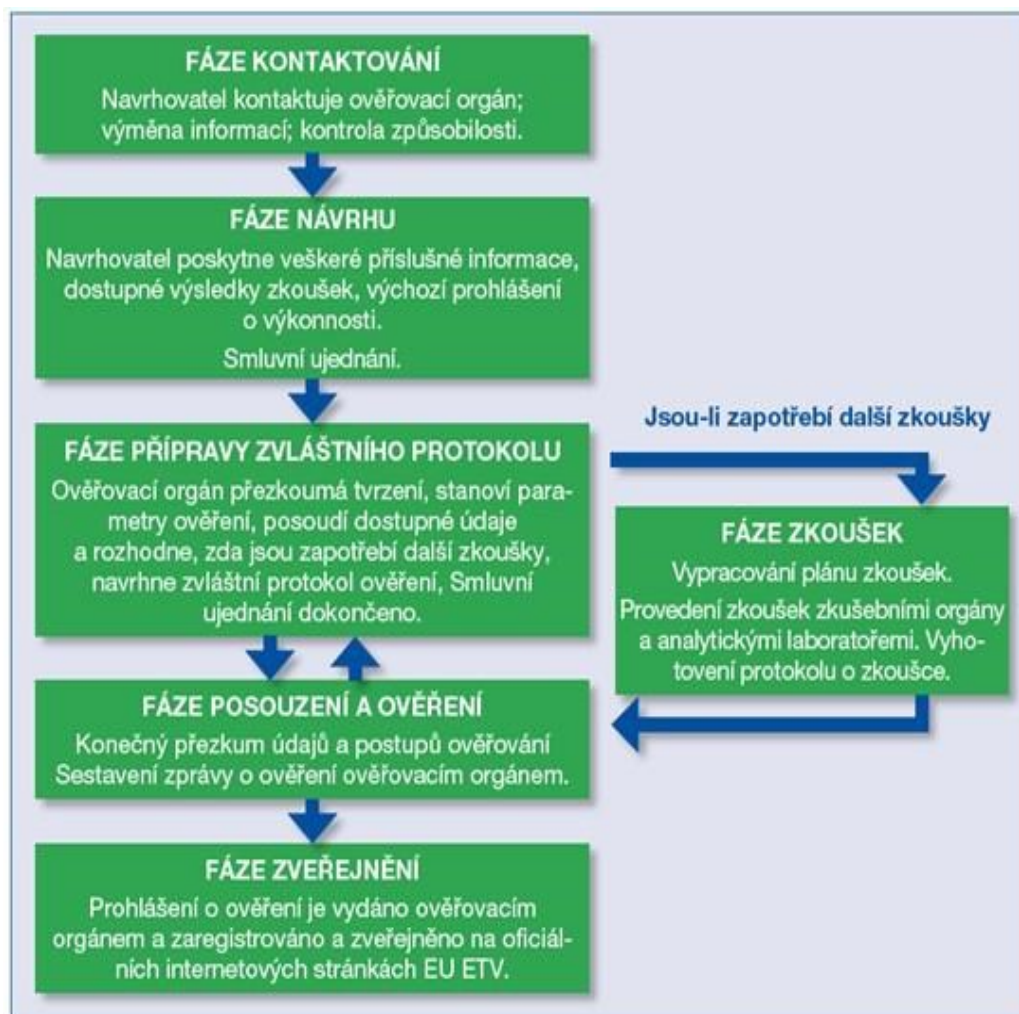 FÁZE KONTAKTOVÁNÍ
Navrhovatel kontaktuje ověřovací orgán;
výměna informací; kontrola způsobilosti.
FÁZE NÁVRHU
Navrhovatel poskytne veškeré příslušné informace,
dostupné výsledky zkoušek, výchozí prohlášení
o výkonnosti.
Smluvní ujednání.
Jsou-li zapotřebí další zkoušky
FÁZE PŘÍPRAVY ZVLÁŠTNÍHO PROTOKOLU
Ověřovací orgán přezkoumá tvrzení, stanoví para-
metry ověření, posoudí dostupné údaje
a rozhodne, zda jsou zapotřebí další zkoušky,
navrhne zvláštní protokol ověření, Smluvní
ujednání dokončeno.
FÁZE ZKOUŠEK
Vypracování plánu zkoušek.
Provedení zkoušek zkušebními orgány
a analytickými laboratořemi. Vyho-
tovení protokolu o zkoušce.
FÁZE POSOUZENÍ A OVĚŘENÍ
Konečný přezkum údajů a postupů ověřování
Sestavení zprávy o ověření ověřovacím orgánem.
FÁZE ZVEŘEJNĚNÍ
Prohlášení o ověření je vydáno ověřovacím
orgánem a zaregistrováno a zveřejněno na oficiál-
ních internetových stránkách EU ETV.